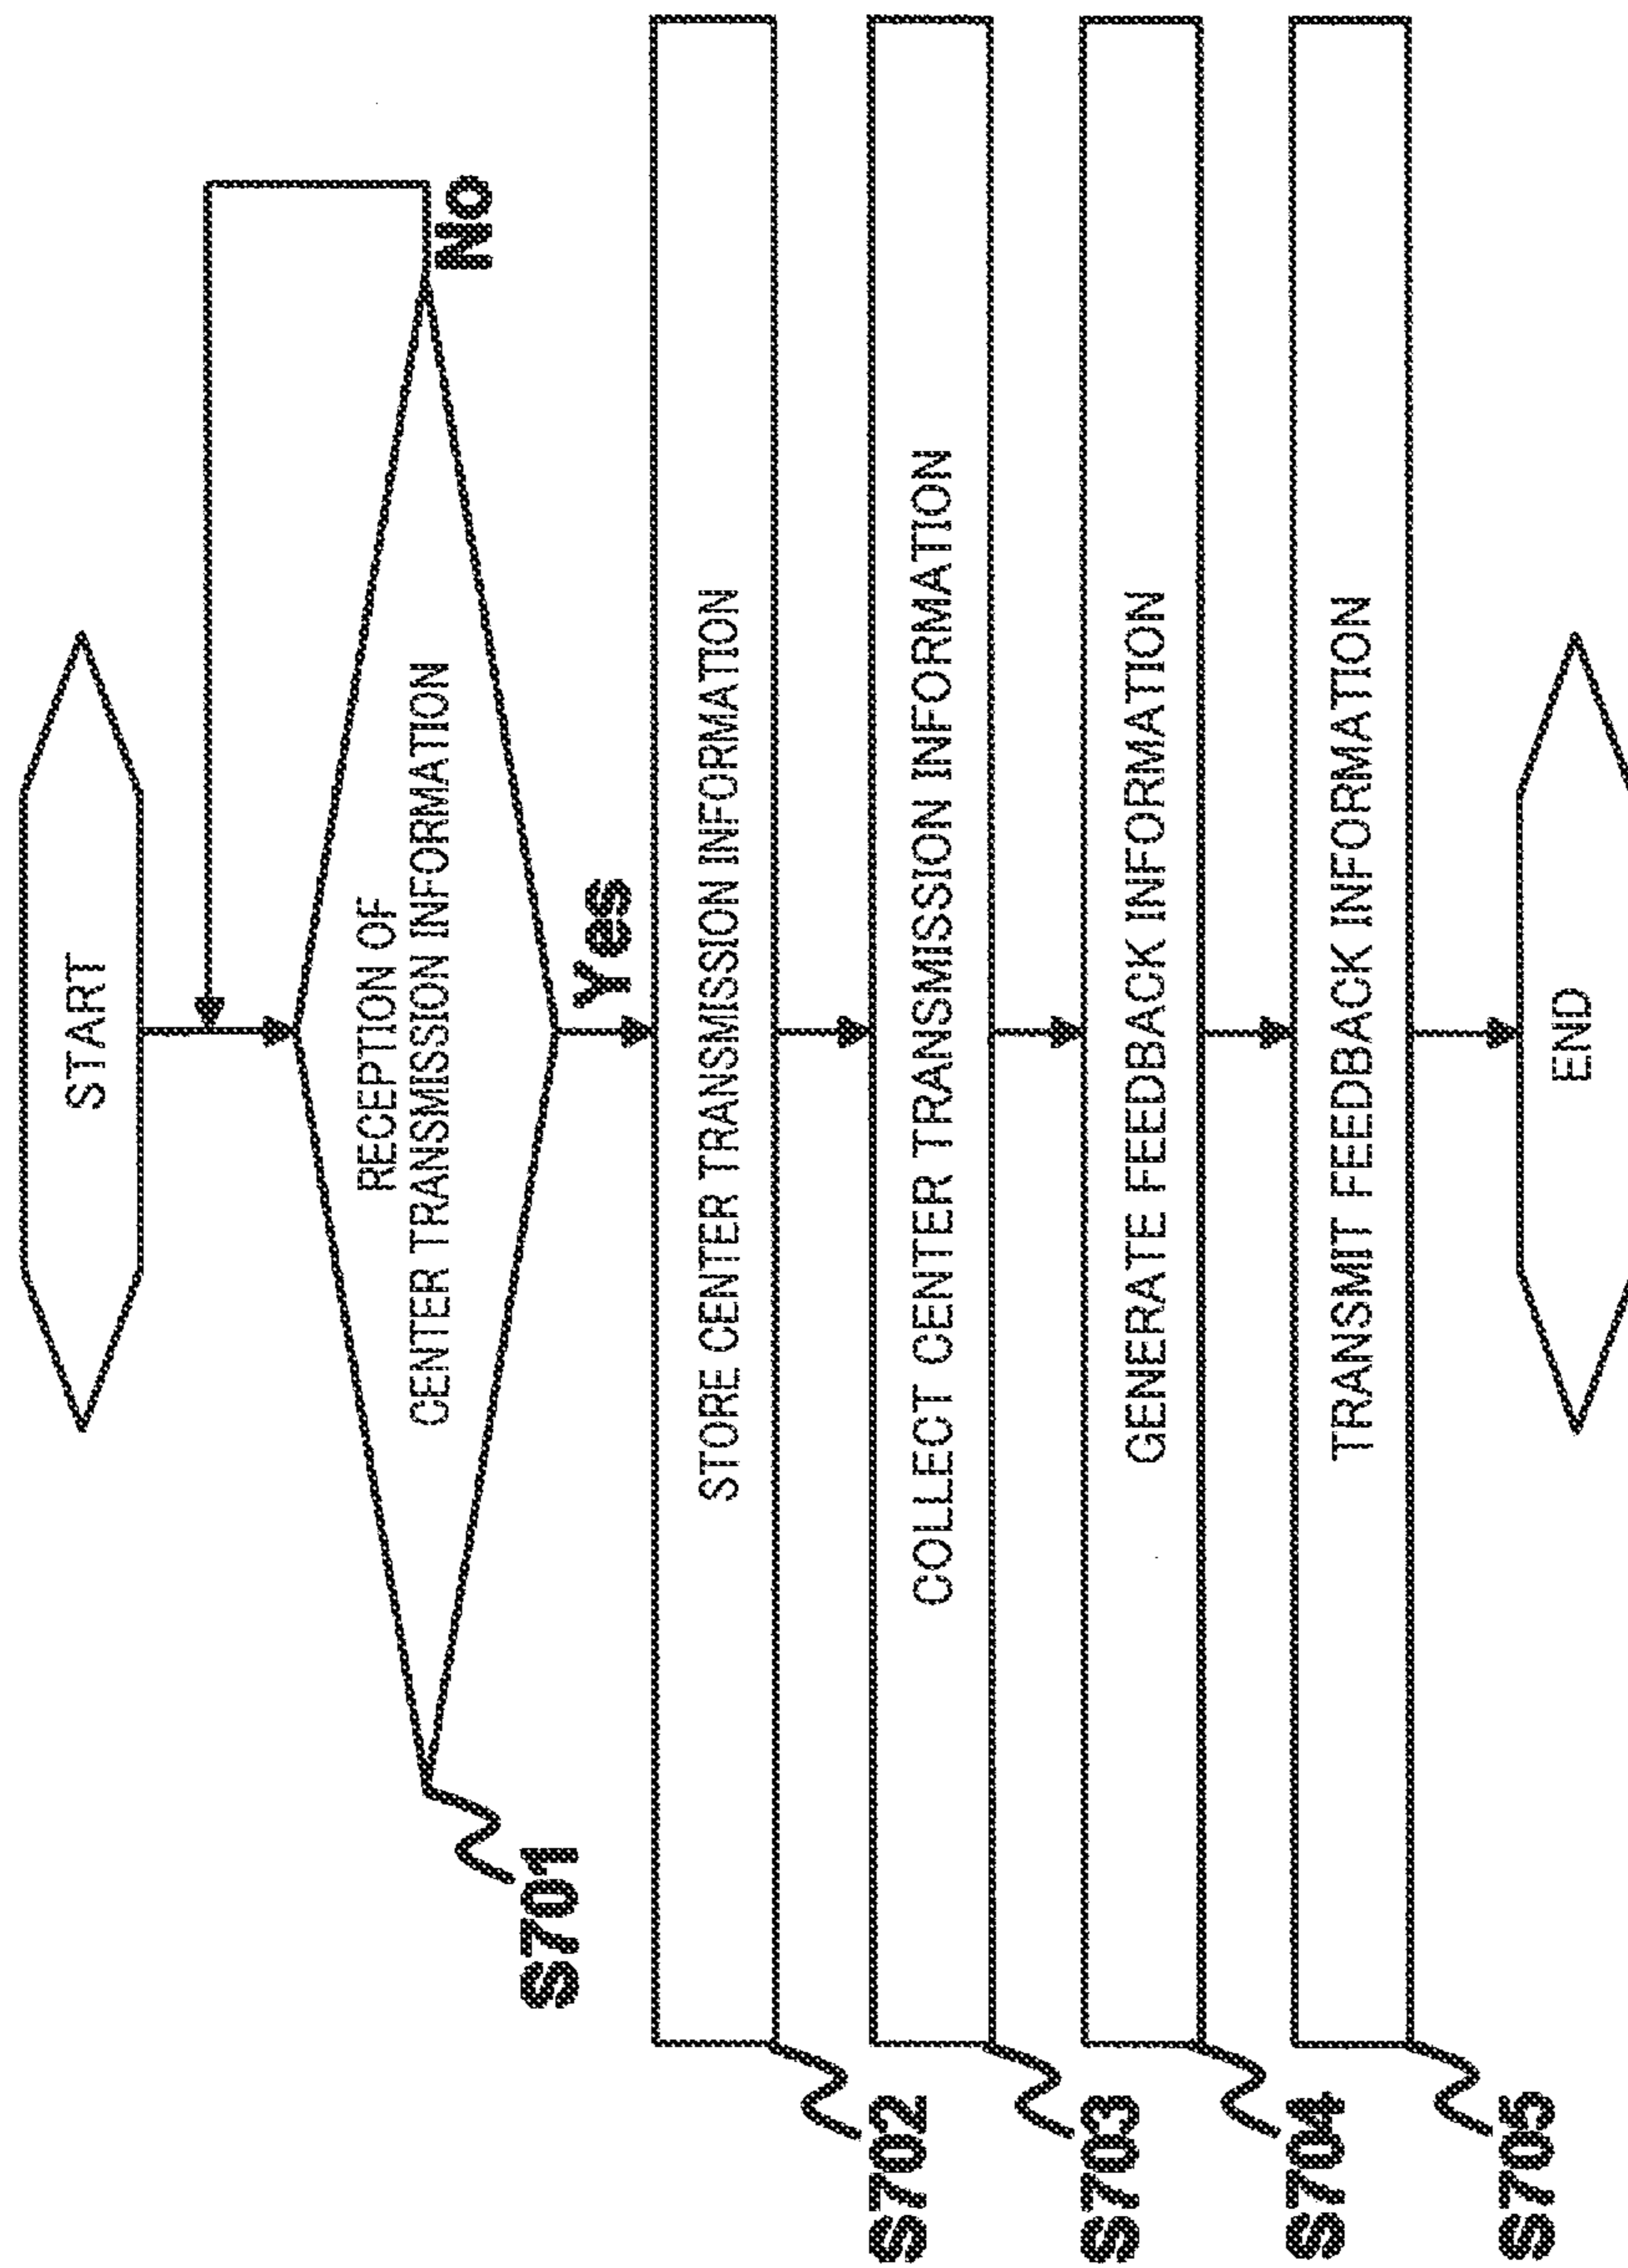 START
RECEPTION OF
CENTER TRANSMISSION INFORMATION
No
S701
Yes
STORE CENTER TRANSMISSION INFORMATION
S702
COLLECT CENTER TRANSMISSION INFORMATION
S703
GENERATE FEEDBACK INFORMATION
S704
TRANSMIT FEEDBACK INFORMATION
S705
END